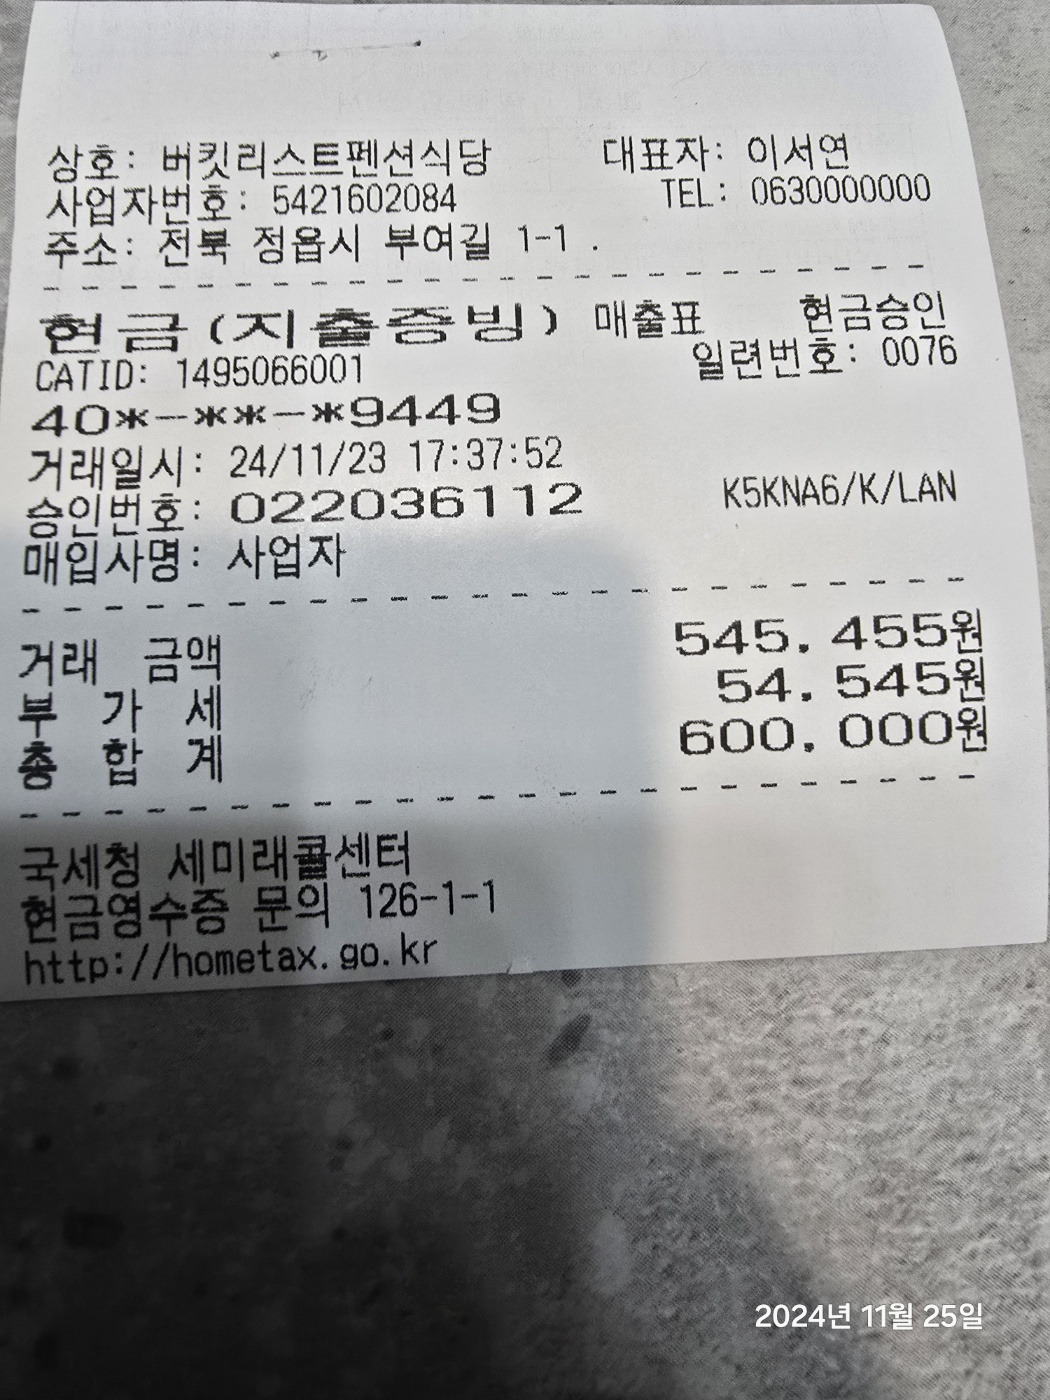 상호: 버킷리스트펜션식당 대표자: 이서연
사업자번호: 5421602084 TEL: 0630000000
주소: 전북 정읍시 부여길 1-1 .
현금(지출증빙) 매출표 현금승인
CATID: 1495066001 일련번호: 0076
40*-**-*9449
거래일시: 24/11/23 17:37:52
승인번호: 022036112 K5KNA6/K/LAN
매입사명: 사업자
거래 금액 545,455원
부 가 세 54,545원
총 합 계 600,000원
국세청 세미래콜센터
현금영수증 문의 126-1-1
http://hometax.go.kr
2024년 11월 25일